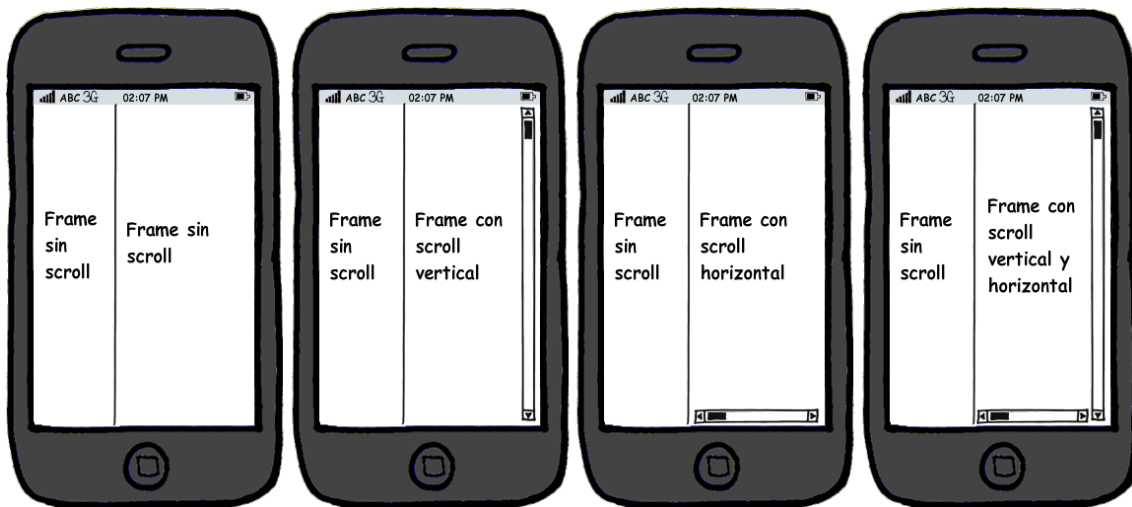 ABC 3G 02:07 PM
Frame
sin
scroll
Frame sin
scroll
ABC 3G 02:07 PM
Frame
sin
scroll
Frame con
scroll
vertical
ABC 3G 02:07 PM
Frame
sin
scroll
Frame con
scroll
horizontal
ABC 3G 02:07 PM
Frame
sin
scroll
Frame con
scroll
vertical y
horizontal